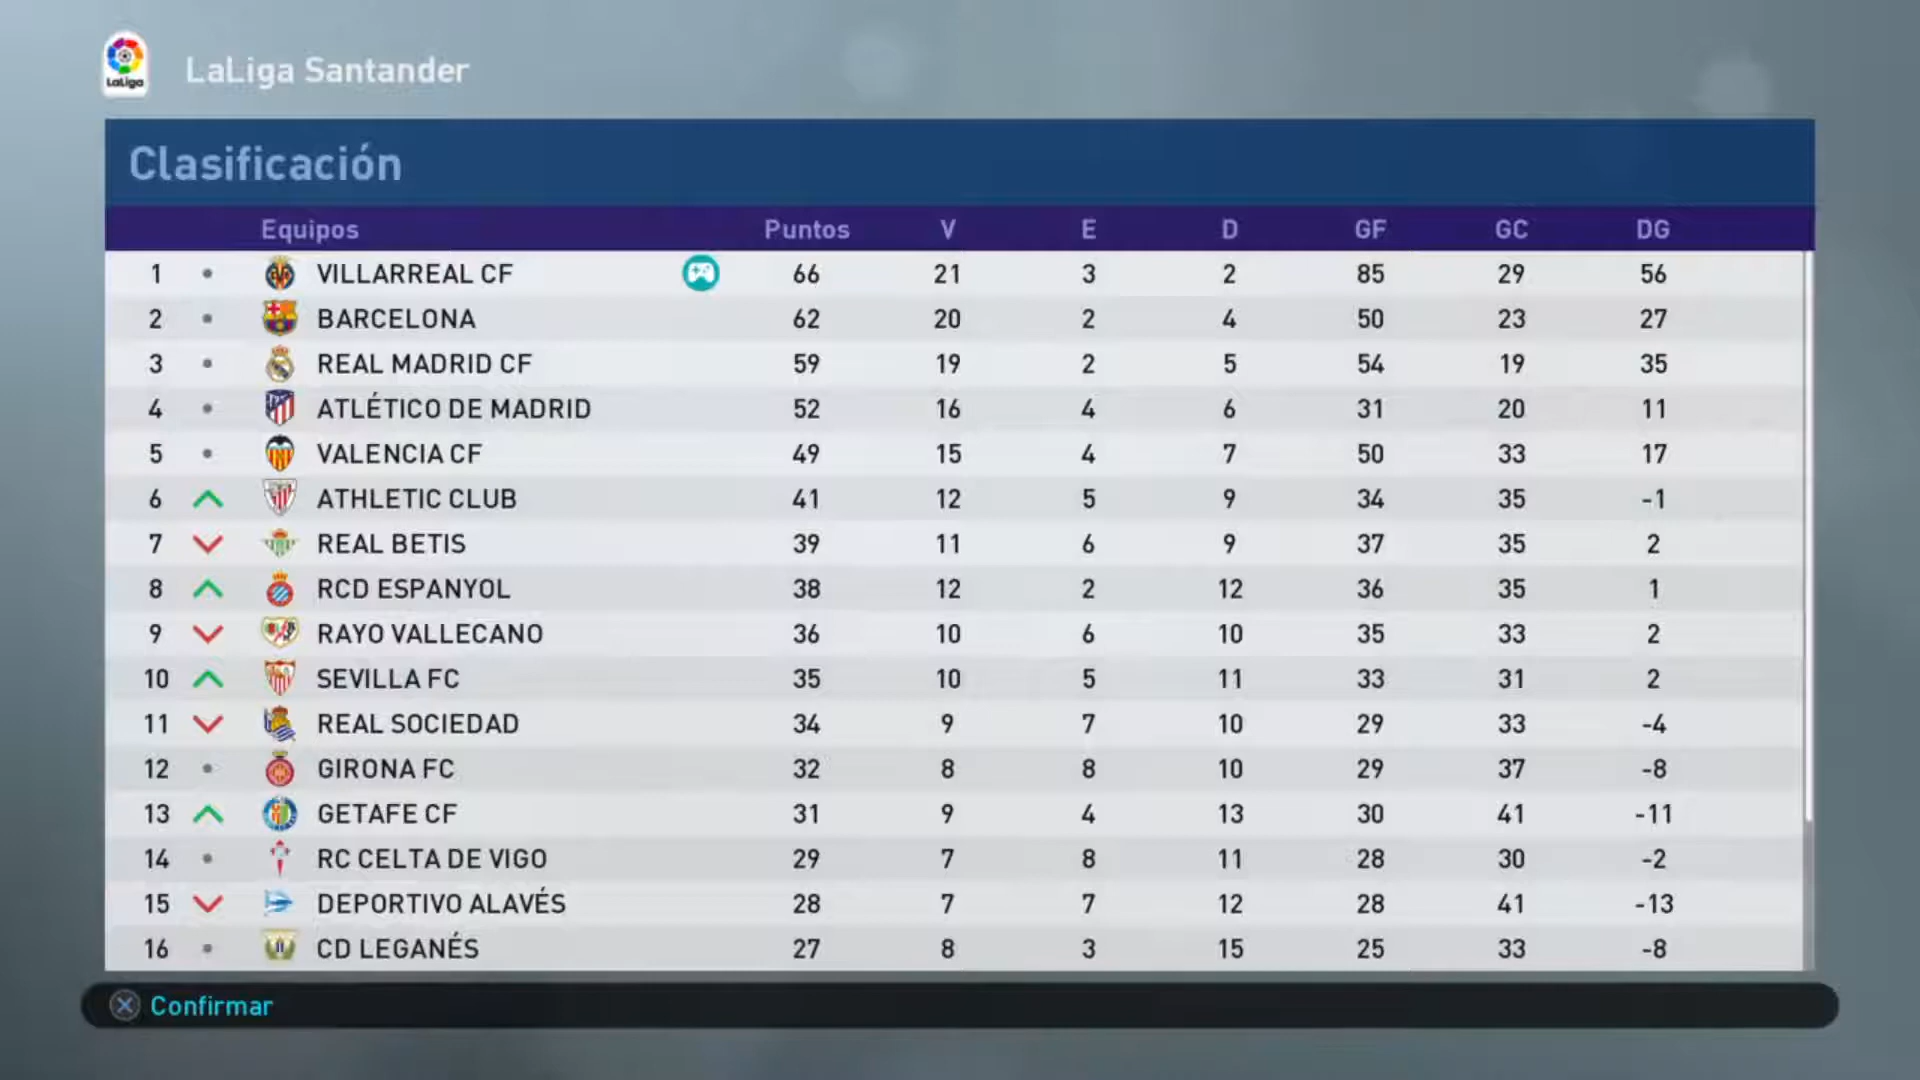 LaLiga
LaLiga Santander
Clasificación
Equipos Puntos V E D GF GC DG
1 VILLARREAL CF 66 21 3 2 85 29 56
2 BARCELONA 62 20 2 4 50 23 27
3 REAL MADRID CF 59 19 2 5 54 19 35
4 ATLÉTICO DE MADRID 52 16 4 6 31 20 11
5 VALENCIA CF 49 15 4 7 50 33 17
6 ATHLETIC CLUB 41 12 5 9 34 35 -1
7 REAL BETIS 39 11 6 9 37 35 2
8 RCD ESPANYOL 38 12 2 12 36 35 1
9 RAYO VALLECANO 36 10 6 10 35 33 2
10 SEVILLA FC 35 10 5 11 33 31 2
11 REAL SOCIEDAD 34 9 7 10 29 33 -4
12 GIRONA FC 32 8 8 10 29 37 -8
13 GETAFE CF 31 9 4 13 30 41 -11
14 RC CELTA DE VIGO 29 7 8 11 28 30 -2
15 DEPORTIVO ALAVÉS 28 7 7 12 28 41 -13
16 CD LEGANÉS 27 8 3 15 25 33 -8
Confirmar